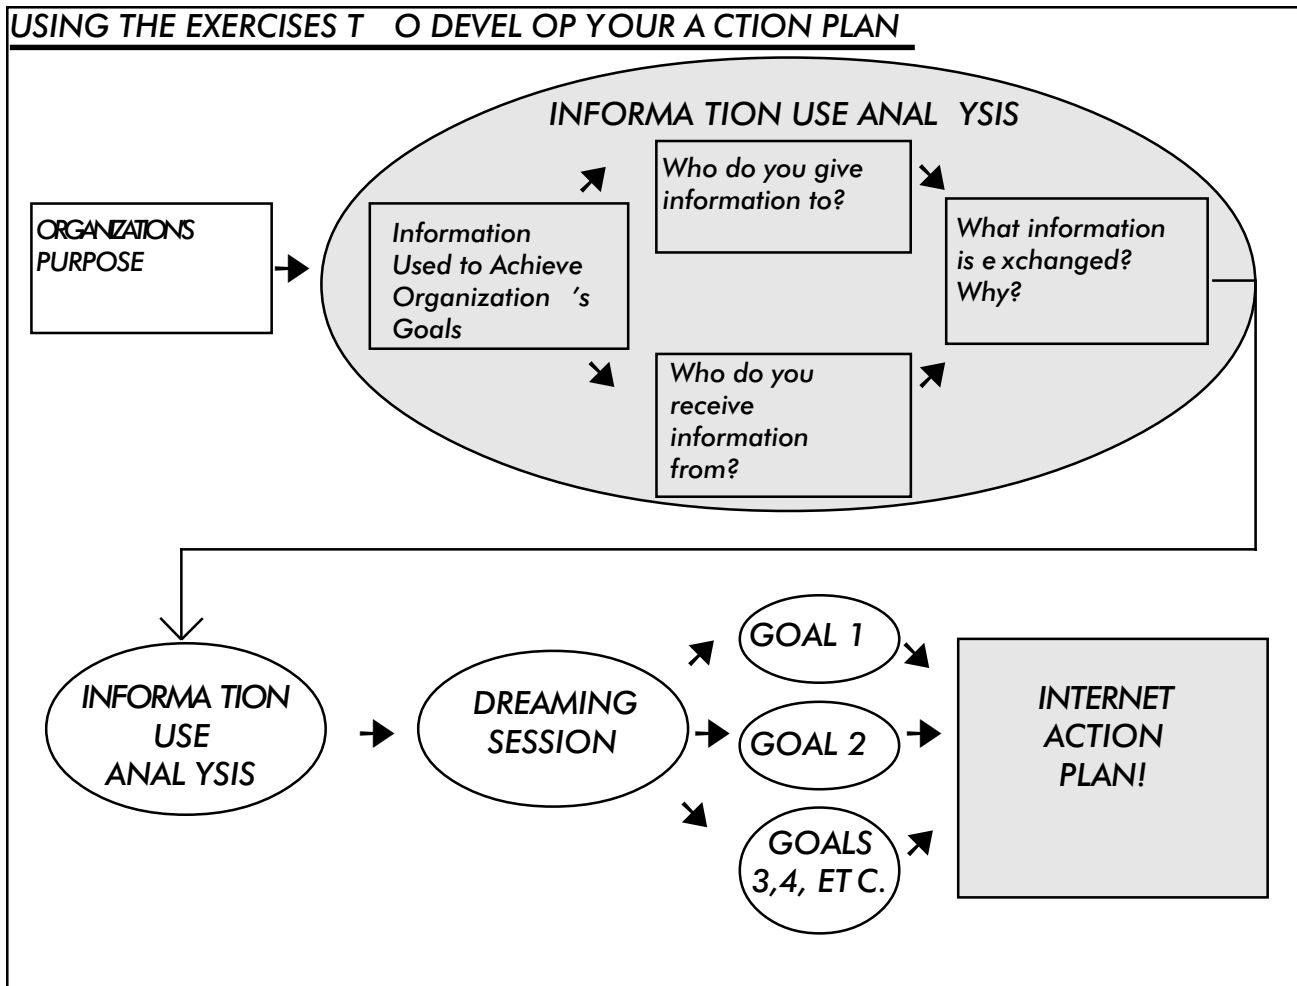 USING THE EXERCISES T O DEVEL OP YOUR A CTION PLAN
INFORMA TION USE ANAL YSIS
ORGANIZATION'S
PURPOSE
Information
Used to Achieve
Organization 's
Goals
Who do you give
information to?
Who do you
receive
information
from?
What information
is e xchanged?
Why?
INFORMA TION
USE
ANAL YSIS
DREAMING
SESSION
GOAL 1
GOAL 2
GOALS
3,4, ET C.
INTERNET
ACTION
PLAN!